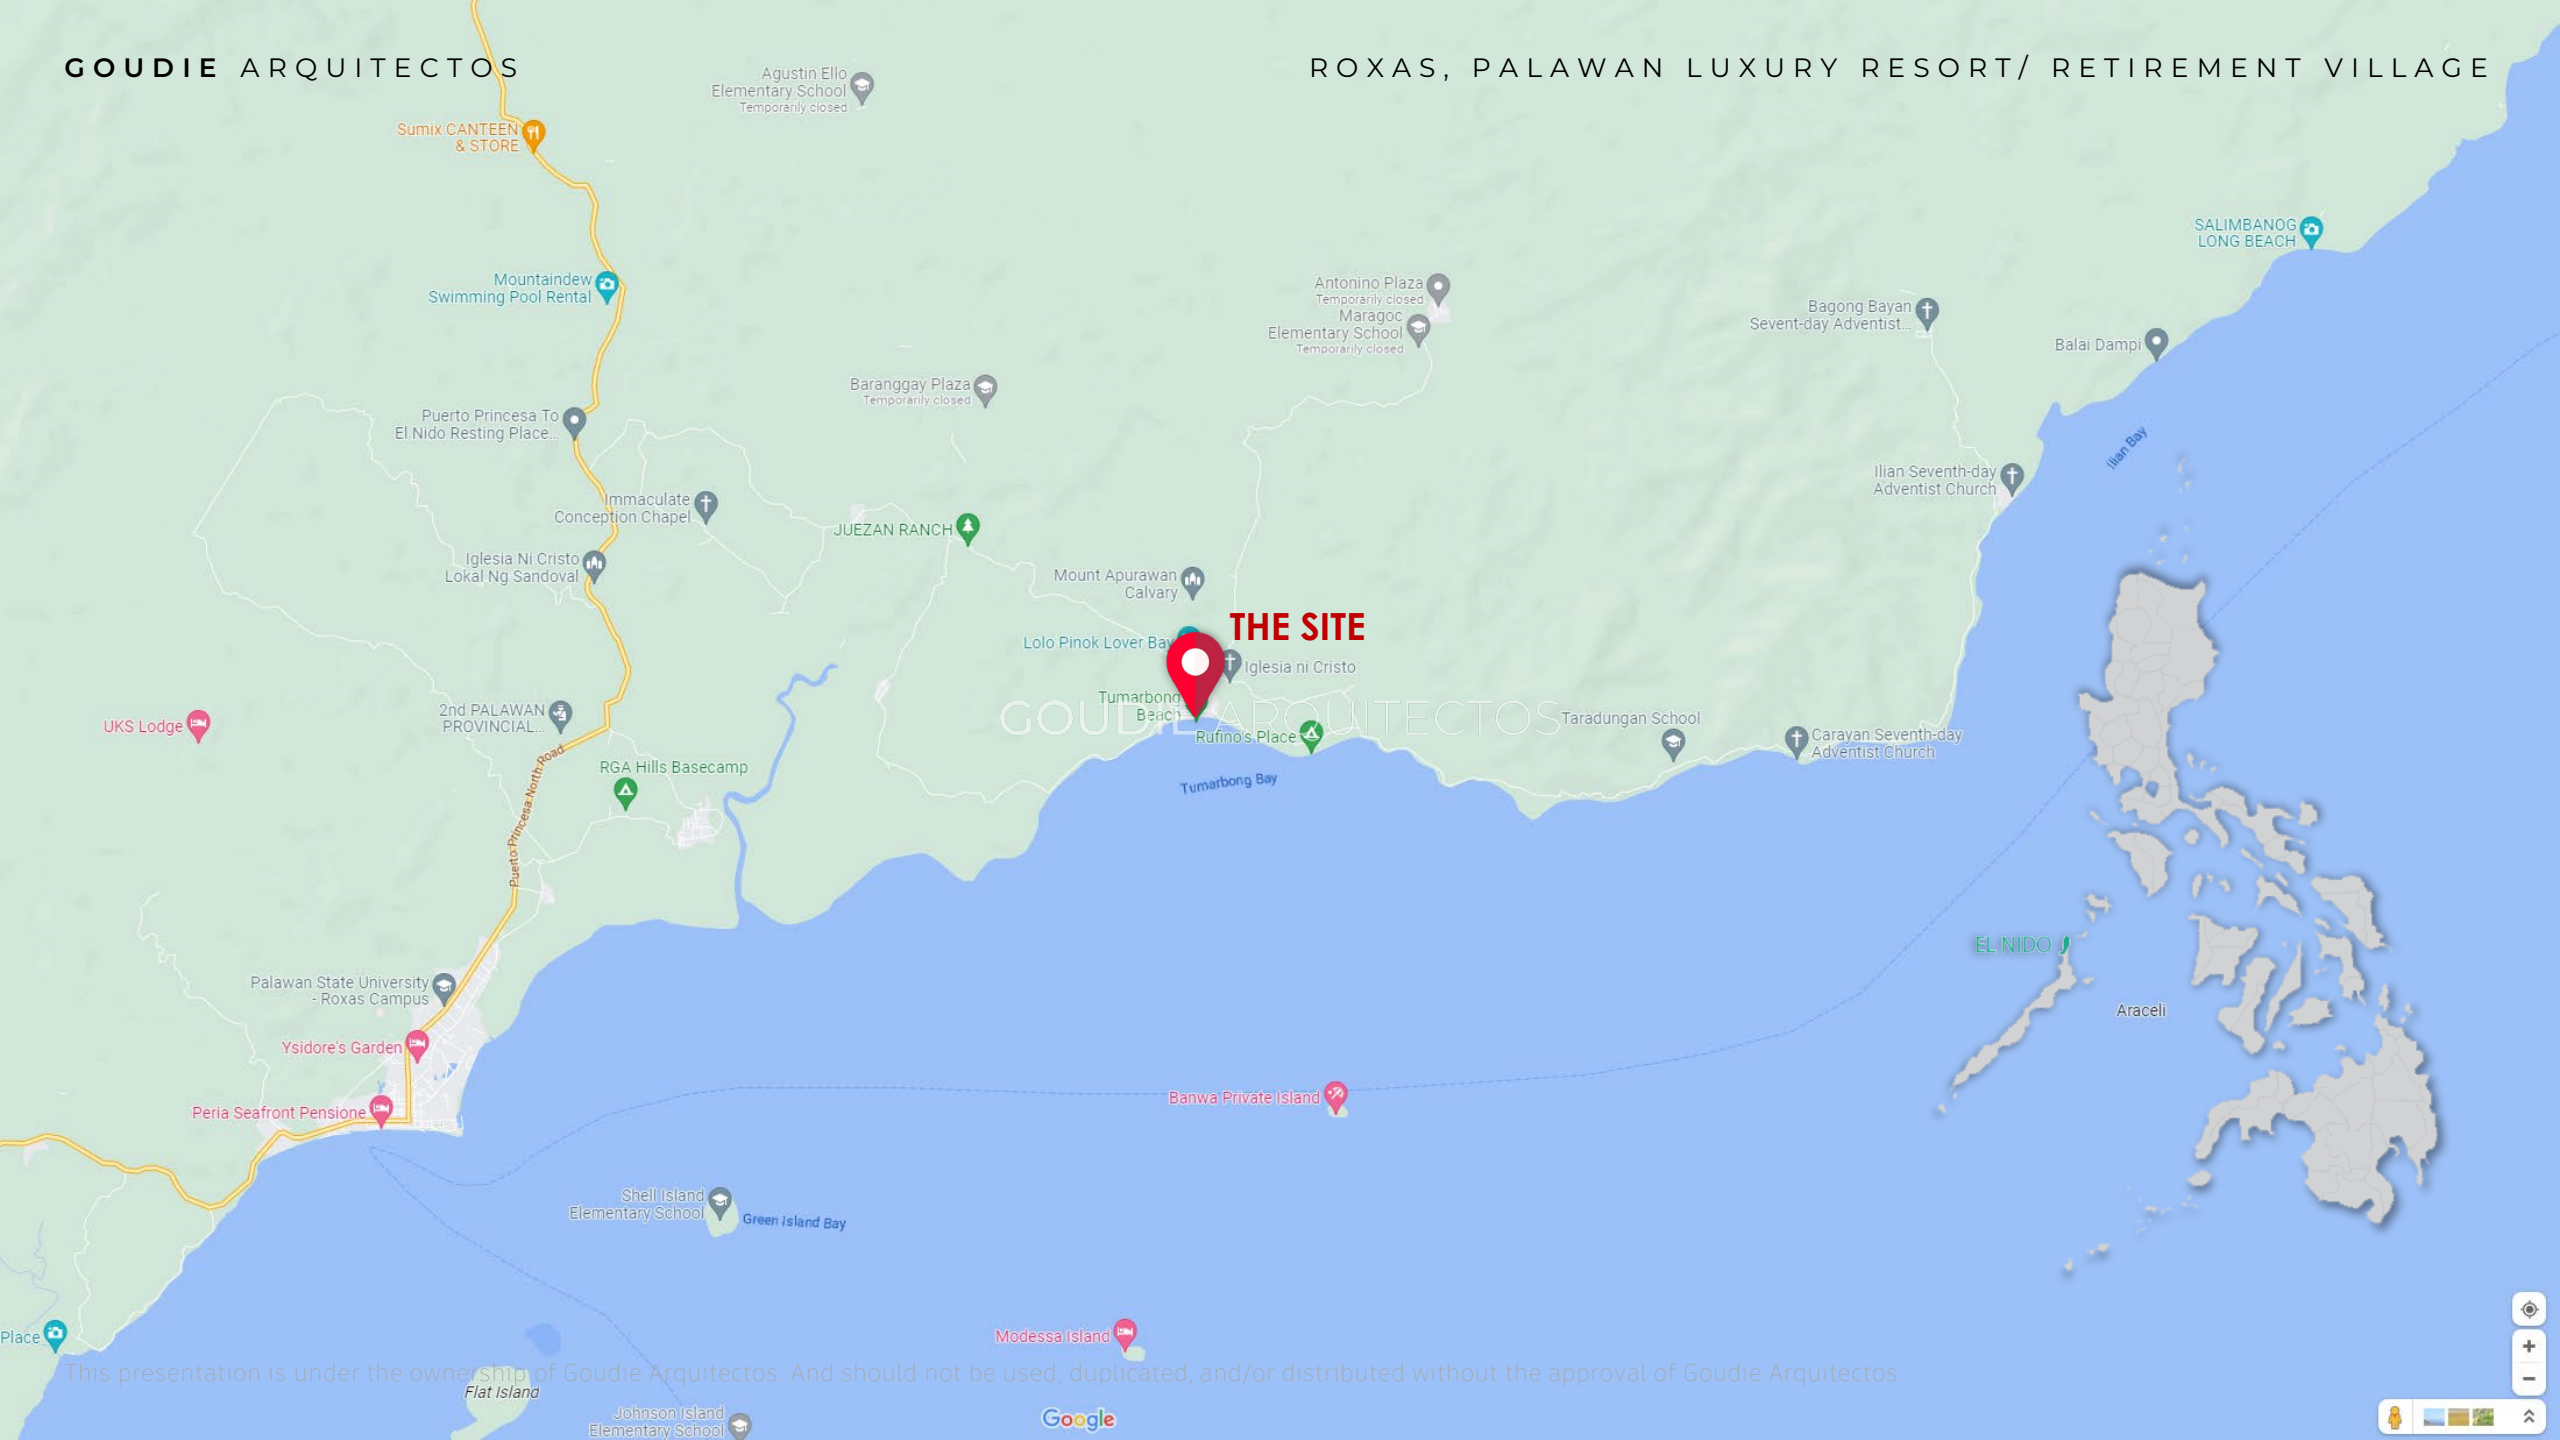 GOUDIE ARQUITECTOS
ROXAS, PALAWAN LUXURY RESORT/ RETIREMENT VILLAGE
Agustin Ello
Elementary School
Temporarily closed
Sumix CANTEEN
& STORE
SALIMBANOG
LONG BEACH
Mountaindew
Swimming Pool Rental
Antonino Plaza
Temporarily closed
Maragoc
Elementary School
Temporarily closed
Bagong Bayan
Sevent-day Adventist...
Balai Dampi
Baranggay Plaza
Temporarily closed
Puerto Princesa To
El Nido Resting Place...
Ilian Bay
Ilian Seventh-day
Adventist Church
Immaculate
Conception Chapel
JUEZAN RANCH
Iglesia Ni Cristo
Lokal Ng Sandoval
Mount Apurawan
Calvary
THE SITE
Lolo Pinok Lover Bay
Iglesia ni Cristo
Tumarbong
Beach
GOUDIE ARQUITECTOS
Rufino's Place
Taradungan School
Carayan Seventh-day
Adventist Church
UKS Lodge
2nd PALAWAN
PROVINCIAL...
RGA Hills Basecamp
Tumarbong Bay
Puerto Princesa North Road
EL NIDO
Araceli
Palawan State University
- Roxas Campus
Ysidore's Garden
Peria Seafront Pensione
Banwa Private Island
Shell Island
Elementary School
Green Island Bay
Place
Modessa Island
This presentation is under the ownership of Goudie Arquitectos. And should not be used, duplicated, and/or distributed without the approval of Goudie Arquitectos.
Flat Island
Johnson Island
Elementary School
Google